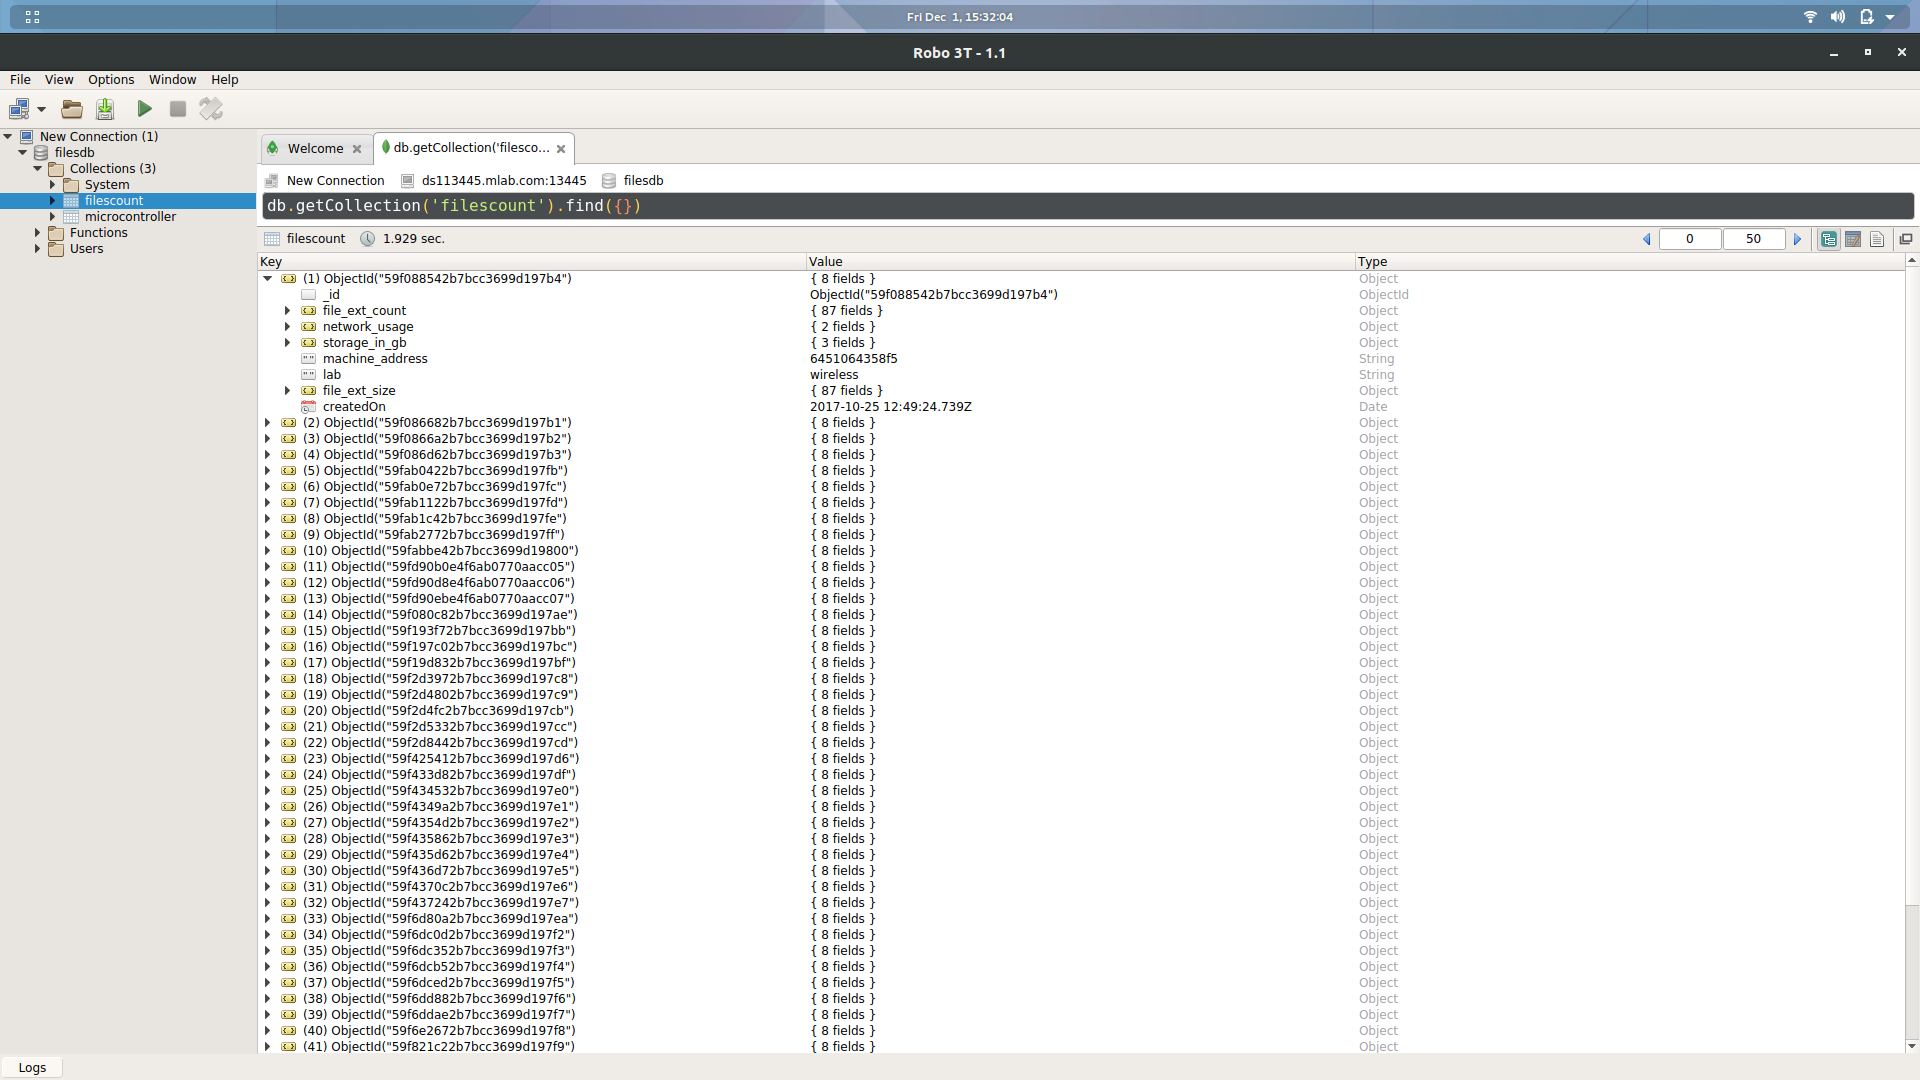 Fri Dec 1, 15:32:04
Robo 3T - 1.1
File View Options Window Help
New Connection (1)
filesdb
Collections (3)
System
filescount
microcontroller
Functions
Users
Welcome db.getCollection('filesco...
New Connection ds113445.mlab.com:13445 filesdb
db.getCollection('filescount').find({})
filescount 1.929 sec. 0 50
Key Value Type
(1) ObjectId("59f088542b7bcc3699d197b4") { 8 fields } Object
_id ObjectId("59f088542b7bcc3699d197b4") ObjectId
file_ext_count { 87 fields } Object
network_usage { 2 fields } Object
storage_in_gb { 3 fields } Object
machine_address 6451064358f5 String
lab wireless String
file_ext_size { 87 fields } Object
createdOn 2017-10-25 12:49:24.739Z Date
(2) ObjectId("59f086682b7bcc3699d197b1") { 8 fields } Object
(3) ObjectId("59f0866a2b7bcc3699d197b2") { 8 fields } Object
(4) ObjectId("59f086d62b7bcc3699d197b3") { 8 fields } Object
(5) ObjectId("59fab0422b7bcc3699d197fb") { 8 fields } Object
(6) ObjectId("59fab0e72b7bcc3699d197fc") { 8 fields } Object
(7) ObjectId("59fab1122b7bcc3699d197fd") { 8 fields } Object
(8) ObjectId("59fab1c42b7bcc3699d197fe") { 8 fields } Object
(9) ObjectId("59fab2772b7bcc3699d197ff") { 8 fields } Object
(10) ObjectId("59fabbe42b7bcc3699d19800") { 8 fields } Object
(11) ObjectId("59fd90b0e4f6ab0770aacc05") { 8 fields } Object
(12) ObjectId("59fd90d8e4f6ab0770aacc06") { 8 fields } Object
(13) ObjectId("59fd90ebe4f6ab0770aacc07") { 8 fields } Object
(14) ObjectId("59f080c82b7bcc3699d197ae") { 8 fields } Object
(15) ObjectId("59f193f72b7bcc3699d197bb") { 8 fields } Object
(16) ObjectId("59f197c02b7bcc3699d197bc") { 8 fields } Object
(17) ObjectId("59f19d832b7bcc3699d197bf") { 8 fields } Object
(18) ObjectId("59f2d3972b7bcc3699d197c8") { 8 fields } Object
(19) ObjectId("59f2d4802b7bcc3699d197c9") { 8 fields } Object
(20) ObjectId("59f2d4fc2b7bcc3699d197cb") { 8 fields } Object
(21) ObjectId("59f2d5332b7bcc3699d197cc") { 8 fields } Object
(22) ObjectId("59f2d8442b7bcc3699d197cd") { 8 fields } Object
(23) ObjectId("59f425412b7bcc3699d197d6") { 8 fields } Object
(24) ObjectId("59f433d82b7bcc3699d197df") { 8 fields } Object
(25) ObjectId("59f434532b7bcc3699d197e0") { 8 fields } Object
(26) ObjectId("59f4349a2b7bcc3699d197e1") { 8 fields } Object
(27) ObjectId("59f4354d2b7bcc3699d197e2") { 8 fields } Object
(28) ObjectId("59f435862b7bcc3699d197e3") { 8 fields } Object
(29) ObjectId("59f435d62b7bcc3699d197e4") { 8 fields } Object
(30) ObjectId("59f436d72b7bcc3699d197e5") { 8 fields } Object
(31) ObjectId("59f4370c2b7bcc3699d197e6") { 8 fields } Object
(32) ObjectId("59f437242b7bcc3699d197e7") { 8 fields } Object
(33) ObjectId("59f6d80a2b7bcc3699d197ea") { 8 fields } Object
(34) ObjectId("59f6dc0d2b7bcc3699d197f2") { 8 fields } Object
(35) ObjectId("59f6dc352b7bcc3699d197f3") { 8 fields } Object
(36) ObjectId("59f6dcb52b7bcc3699d197f4") { 8 fields } Object
(37) ObjectId("59f6dced2b7bcc3699d197f5") { 8 fields } Object
(38) ObjectId("59f6dd882b7bcc3699d197f6") { 8 fields } Object
(39) ObjectId("59f6ddae2b7bcc3699d197f7") { 8 fields } Object
(40) ObjectId("59f6e2672b7bcc3699d197f8") { 8 fields } Object
(41) ObjectId("59f821c22b7bcc3699d197f9") { 8 fields } Object
Logs